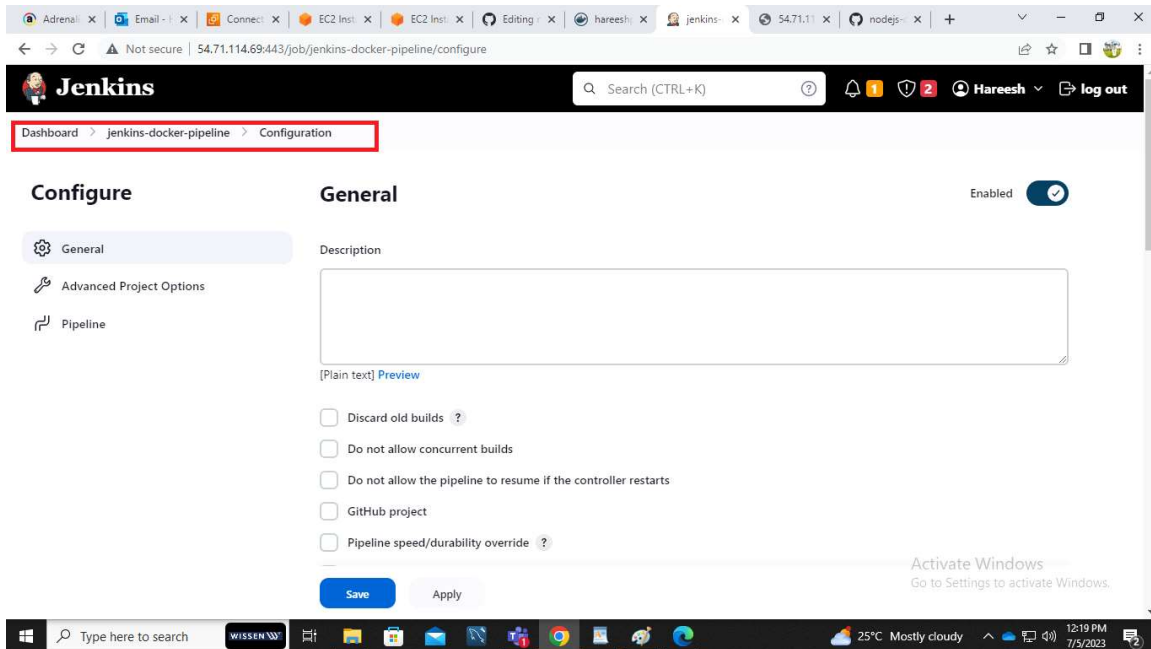 Adrenali Email - H Connect EC2 Inst EC2 Inst Editing hareesh jenkins- 54.71.11 nodejs-
Not secure 54.71.114.69:443/job/jenkins-docker-pipeline/configure
Jenkins Search (CTRL+K) ? 1 2 Hareesh log out
Dashboard > jenkins-docker-pipeline > Configuration
Configure General Enabled
General Description
Advanced Project Options
Pipeline
[Plain text] Preview
Discard old builds ?
Do not allow concurrent builds
Do not allow the pipeline to resume if the controller restarts
GitHub project
Pipeline speed/durability override ?
Activate Windows
Go to Settings to activate Windows.
Save Apply
Type here to search WISSEN 1 25°C Mostly cloudy 12:19 PM
7/5/2023 2